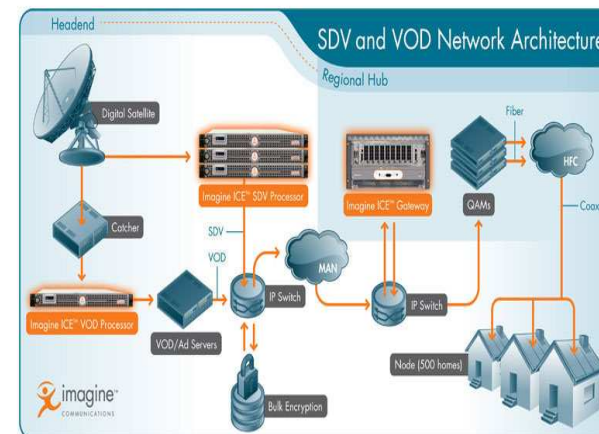 Headend
SDV and VOD Network Architecture
Regional Hub
Digital Satellite
Fiber
HFC
Imagine ICE™ SDV Processor
Imagine ICE™ Gateway
QAMs
Coax
Catcher
SDV
VOD
MAN
IP Switch
IP Switch
Imagine ICE™ VOD Processor
VOD/Ad Servers
Node (500 homes)
Bulk Encryption
imagine™
COMMUNICATIONS